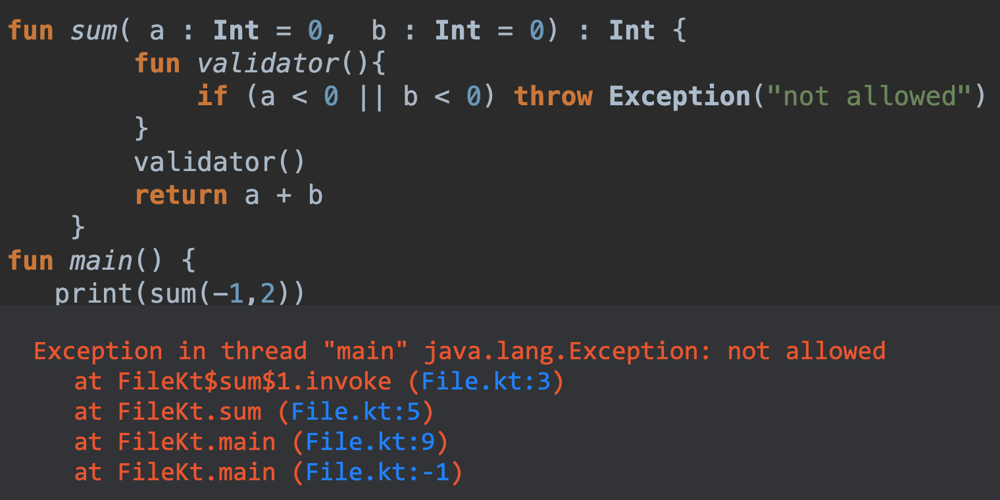 fun sum( a : Int = 0,  b : Int = 0) : Int {
        fun validator(){
            if (a < 0 || b < 0) throw Exception("not allowed")
        }
        validator()
        return a + b
    }
fun main() {
   print(sum(-1,2))
Exception in thread "main" java.lang.Exception: not allowed
   at FileKt$sum$1.invoke (File.kt:3)
   at FileKt.sum (File.kt:5)
   at FileKt.main (File.kt:9)
   at FileKt.main (File.kt:-1)